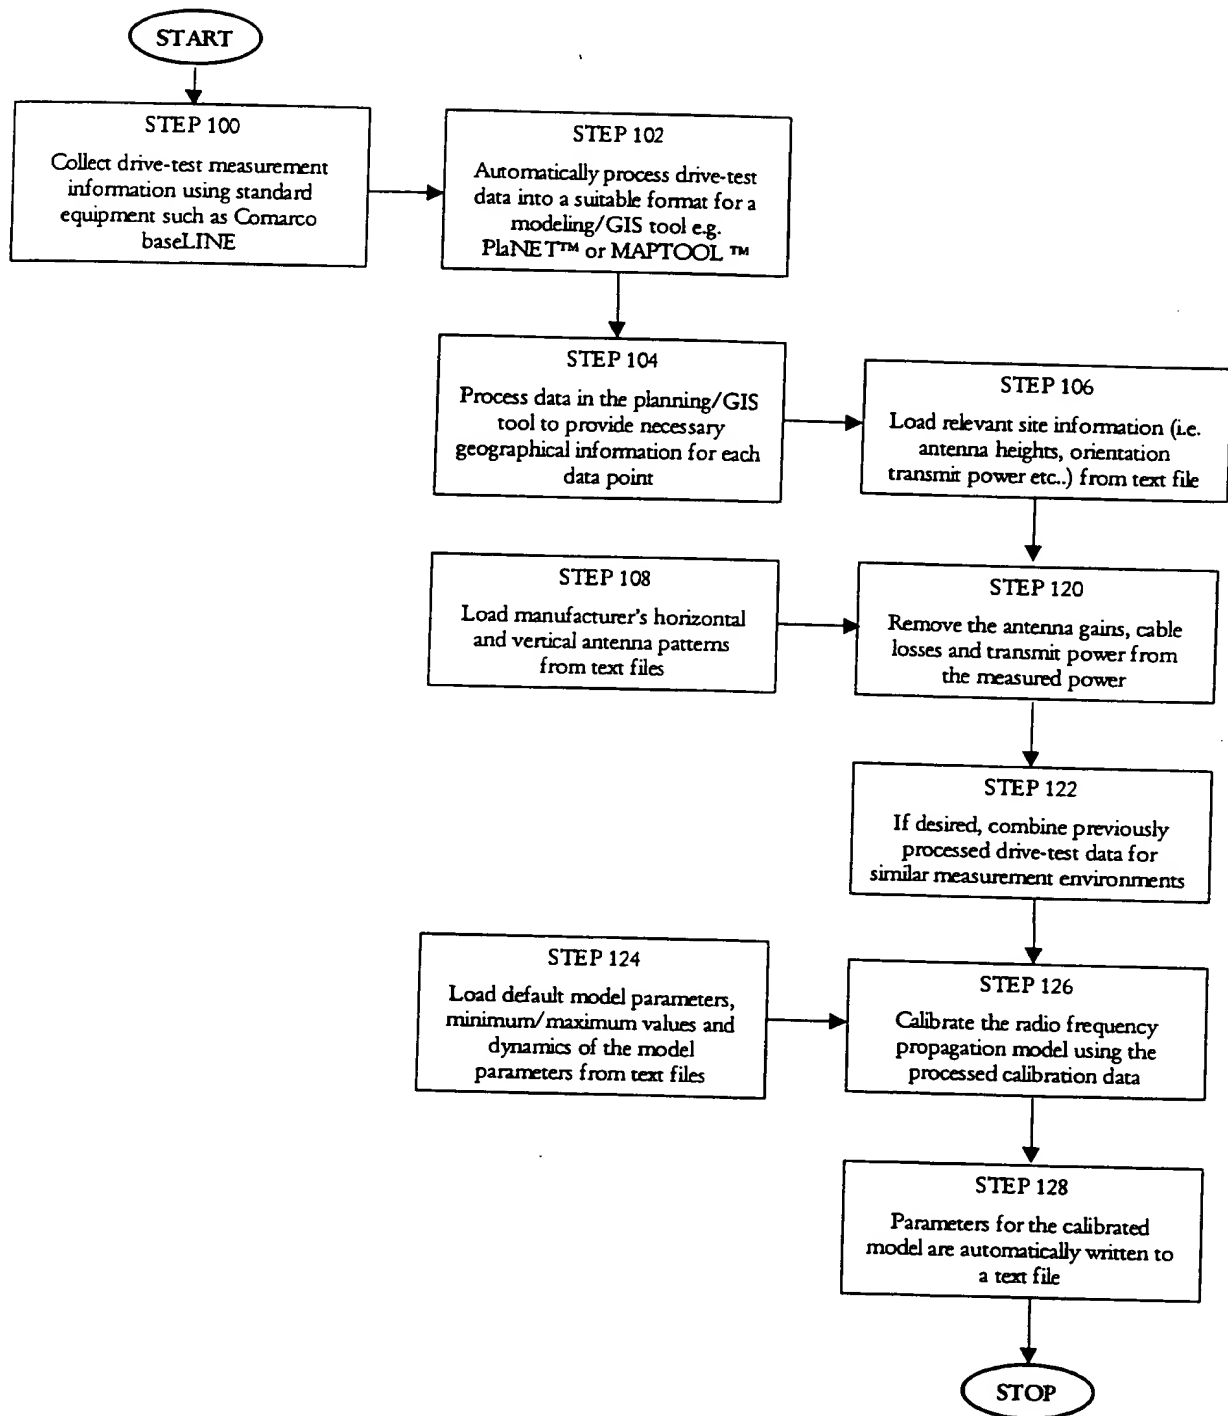 START
STEP 100
Collect drive-test measurement
information using standard
equipment such as Comarco
baseLINE
STEP 102
Automatically process drive-test
data into a suitable format for a
modeling/GIS tool e.g.
PlaNET™ or MAPTOOL ™
STEP 104
Process data in the planning/GIS
tool to provide necessary
geographical information for each
data point
STEP 106
Load relevant site information (i.e.
antenna heights, orientation
transmit power etc..) from text file
STEP 108
Load manufacturer's horizontal
and vertical antenna patterns
from text files
STEP 120
Remove the antenna gains, cable
losses and transmit power from
the measured power
STEP 122
If desired, combine previously
processed drive-test data for
similar measurement environments
STEP 124
Load default model parameters,
minimum/maximum values and
dynamics of the model
parameters from text files
STEP 126
Calibrate the radio frequency
propagation model using the
processed calibration data
STEP 128
Parameters for the calibrated
model are automatically written to
a text file
STOP